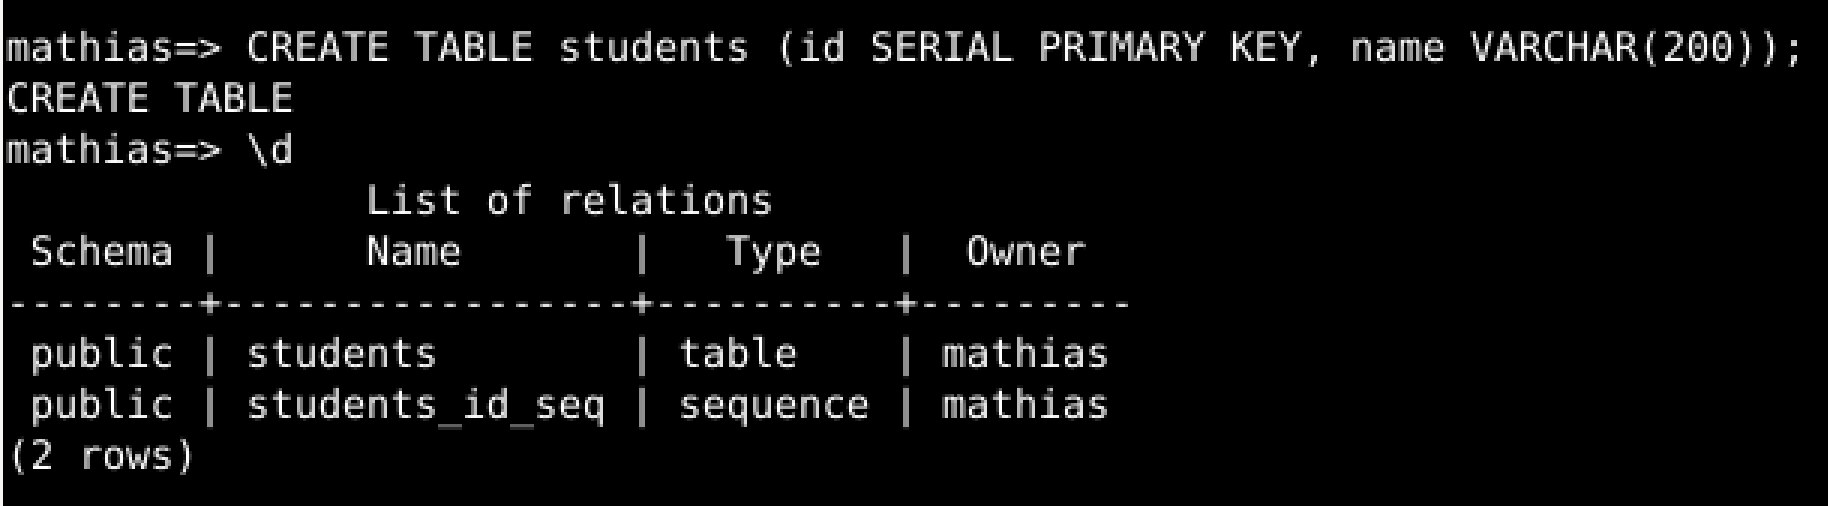 mathias=> CREATE TABLE students (id SERIAL PRIMARY KEY, name VARCHAR(200));
CREATE TABLE
mathias=> \d
               List of relations
 Schema |      Name       |   Type   |  Owner
--------+-----------------+----------+---------
 public | students        | table    | mathias
 public | students_id_seq | sequence | mathias
(2 rows)